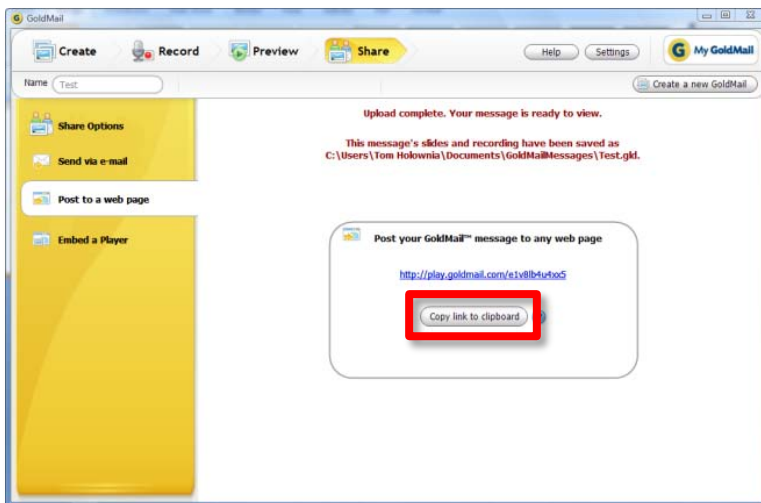 GoldMail
Create
Record
Preview
Share
Help
Settings
My GoldMail
Name
Test
Create a new GoldMail
Share Options
Send via e-mail
Post to a web page
Embed a Player
Upload complete. Your message is ready to view.
This message's slides and recording have been saved as
C:\Users\Tom Holownia\Documents\GoldMailMessages\Test.gld.
Post your GoldMail™ message to any web page
http://play.goldmail.com/e1v8lb4u4xx5
Copy link to clipboard